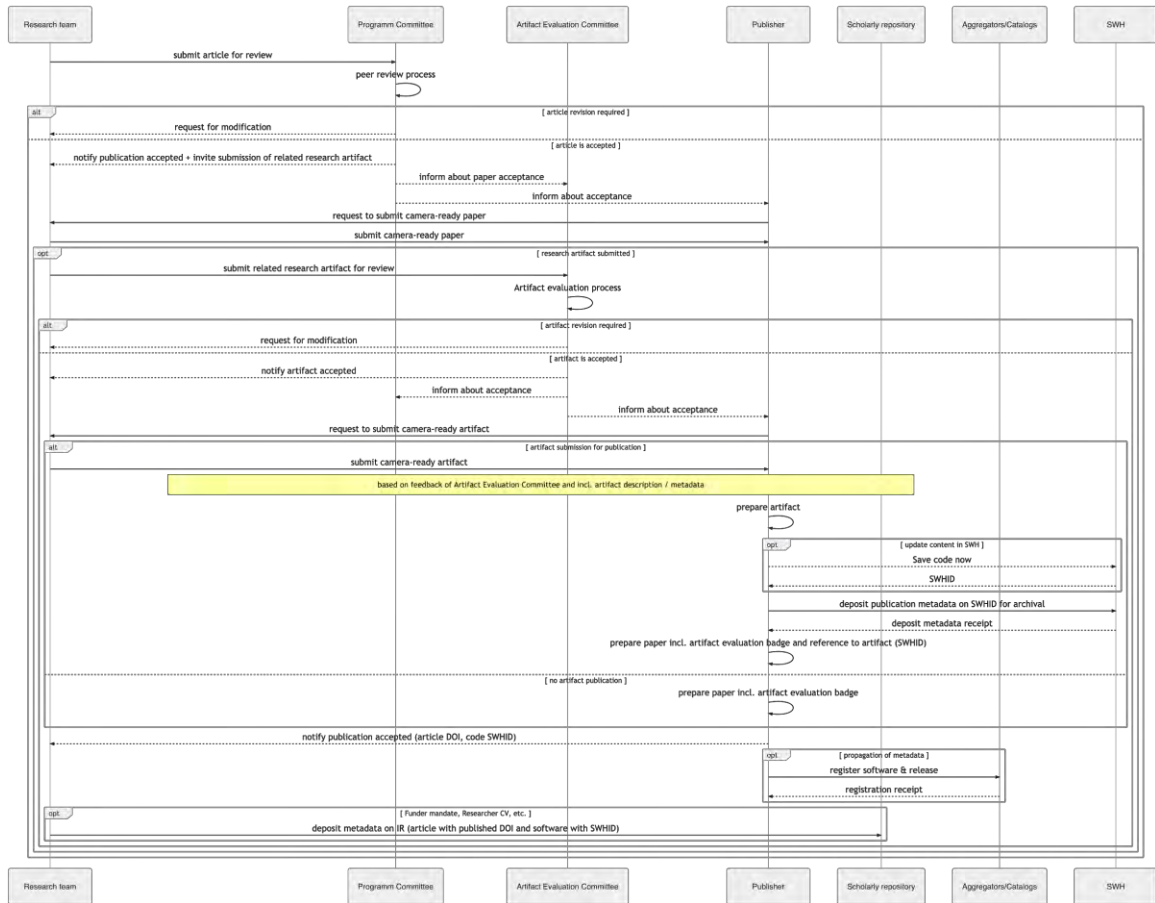 Research team
Programm Committee
Artifact Evaluation Committee
Publisher
Scholarly repository
Aggregators/Catalogs
SWH
submit article for review
peer review process
alt
[ article revision required ]
request for modification
[ article is accepted ]
notify publication accepted + invite submission of related research artifact
inform about paper acceptance
inform about acceptance
request to submit camera-ready paper
submit camera-ready paper
opt
[ research artifact submitted ]
submit related research artifact for review
Artifact evaluation process
alt
[ artifact revision required ]
request for modification
[ artifact is accepted ]
notify artifact accepted
inform about acceptance
inform about acceptance
request to submit camera-ready artifact
alt
[ artifact submission for publication ]
submit camera-ready artifact
based on feedback of Artifact Evaluation Committee and incl. artifact description / metadata
prepare artifact
opt
[ update content in SWH ]
Save code now
SWHID
deposit publication metadata on SWHID for archival
deposit metadata receipt
prepare paper incl. artifact evaluation badge and reference to artifact (SWHID)
[ no artifact publication ]
prepare paper incl. artifact evaluation badge
notify publication accepted (article DOI, code SWHID)
opt
[ propagation of metadata ]
register software & release
registration receipt
opt
[ Funder mandate, Researcher CV, etc. ]
deposit metadata on IR (article with published DOI and software with SWHID)
Research team
Programm Committee
Artifact Evaluation Committee
Publisher
Scholarly repository
Aggregators/Catalogs
SWH